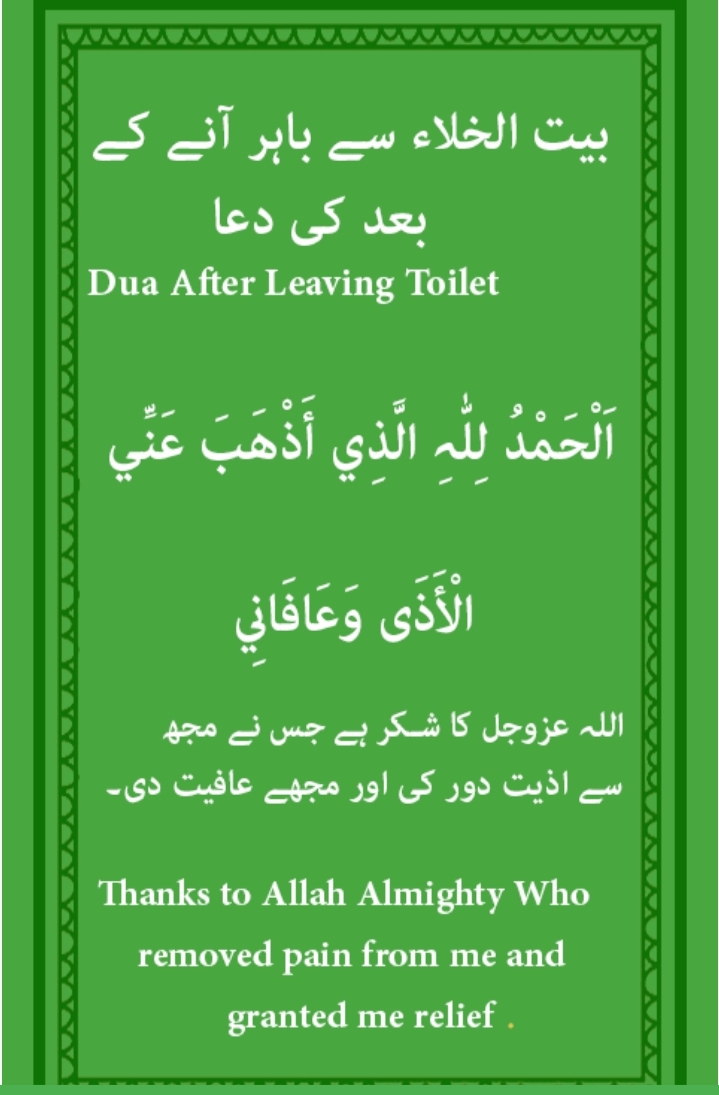 بیت الخلاء سے باہر آنے کے
بعد کی دعا
Dua After Leaving Toilet
اَلْحَمْدُ لِلّٰہِ الَّذِي أَذْهَبَ عَنِّي
الْأَذَى وَعَافَانِي
اللہ عزوجل کا شکر ہے جس نے مجھ
سے اذیت دور کی اور مجھے عافیت دی۔
Thanks to Allah Almighty Who
removed pain from me and
granted me relief .